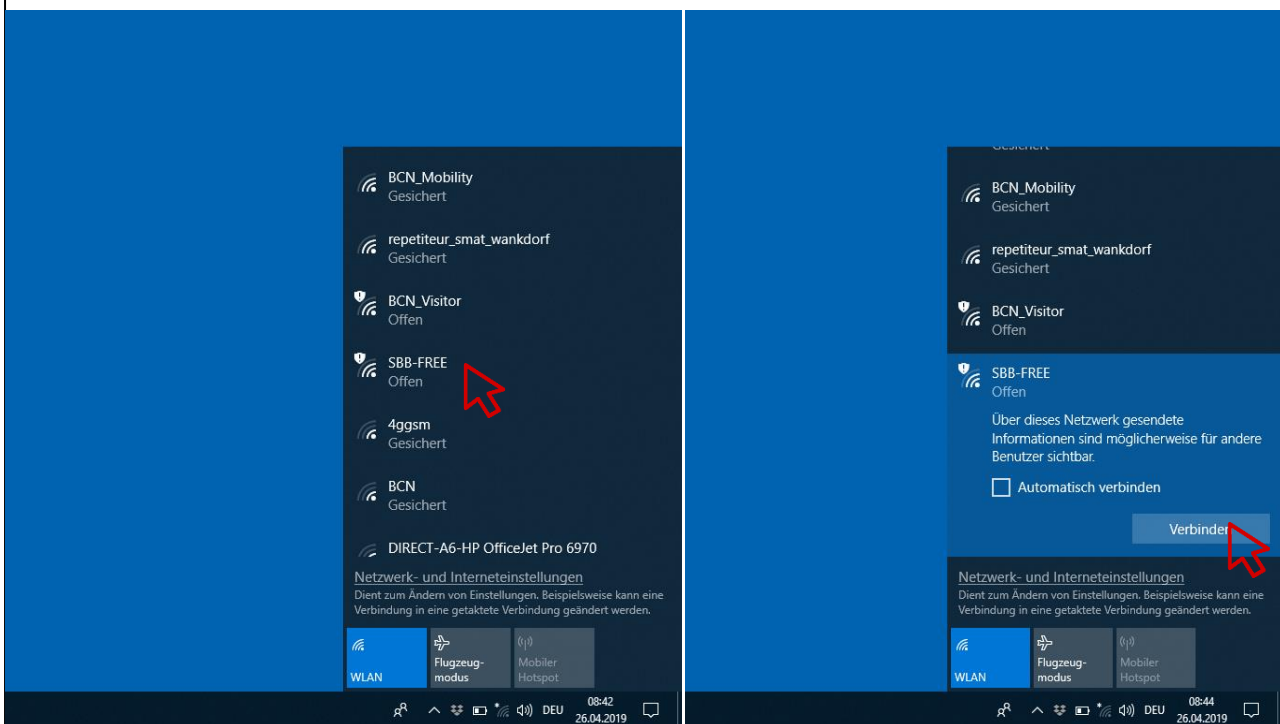 BCN_Mobility
Gesichert
repetiteur_smat_wankdorf
Gesichert
BCN_Visitor
Offen
SBB-FREE
Offen
4ggsm
Gesichert
BCN
Gesichert
DIRECT-A6-HP OfficeJet Pro 6970
Netzwerk- und Interneteinstellungen
Dient zum Ändern von Einstellungen. Beispielsweise kann eine
Verbindung in eine getaktete Verbindung geändert werden.
WLAN
Flugzeug-
modus
Mobiler
Hotspot
DEU
08:42
26.04.2019
Gesichert
BCN_Mobility
Gesichert
repetiteur_smat_wankdorf
Gesichert
BCN_Visitor
Offen
SBB-FREE
Offen
Über dieses Netzwerk gesendete
Informationen sind möglicherweise für andere
Benutzer sichtbar.
Automatisch verbinden
Verbinden
Netzwerk- und Interneteinstellungen
Dient zum Ändern von Einstellungen. Beispielsweise kann eine
Verbindung in eine getaktete Verbindung geändert werden.
WLAN
Flugzeug-
modus
Mobiler
Hotspot
DEU
08:44
26.04.2019